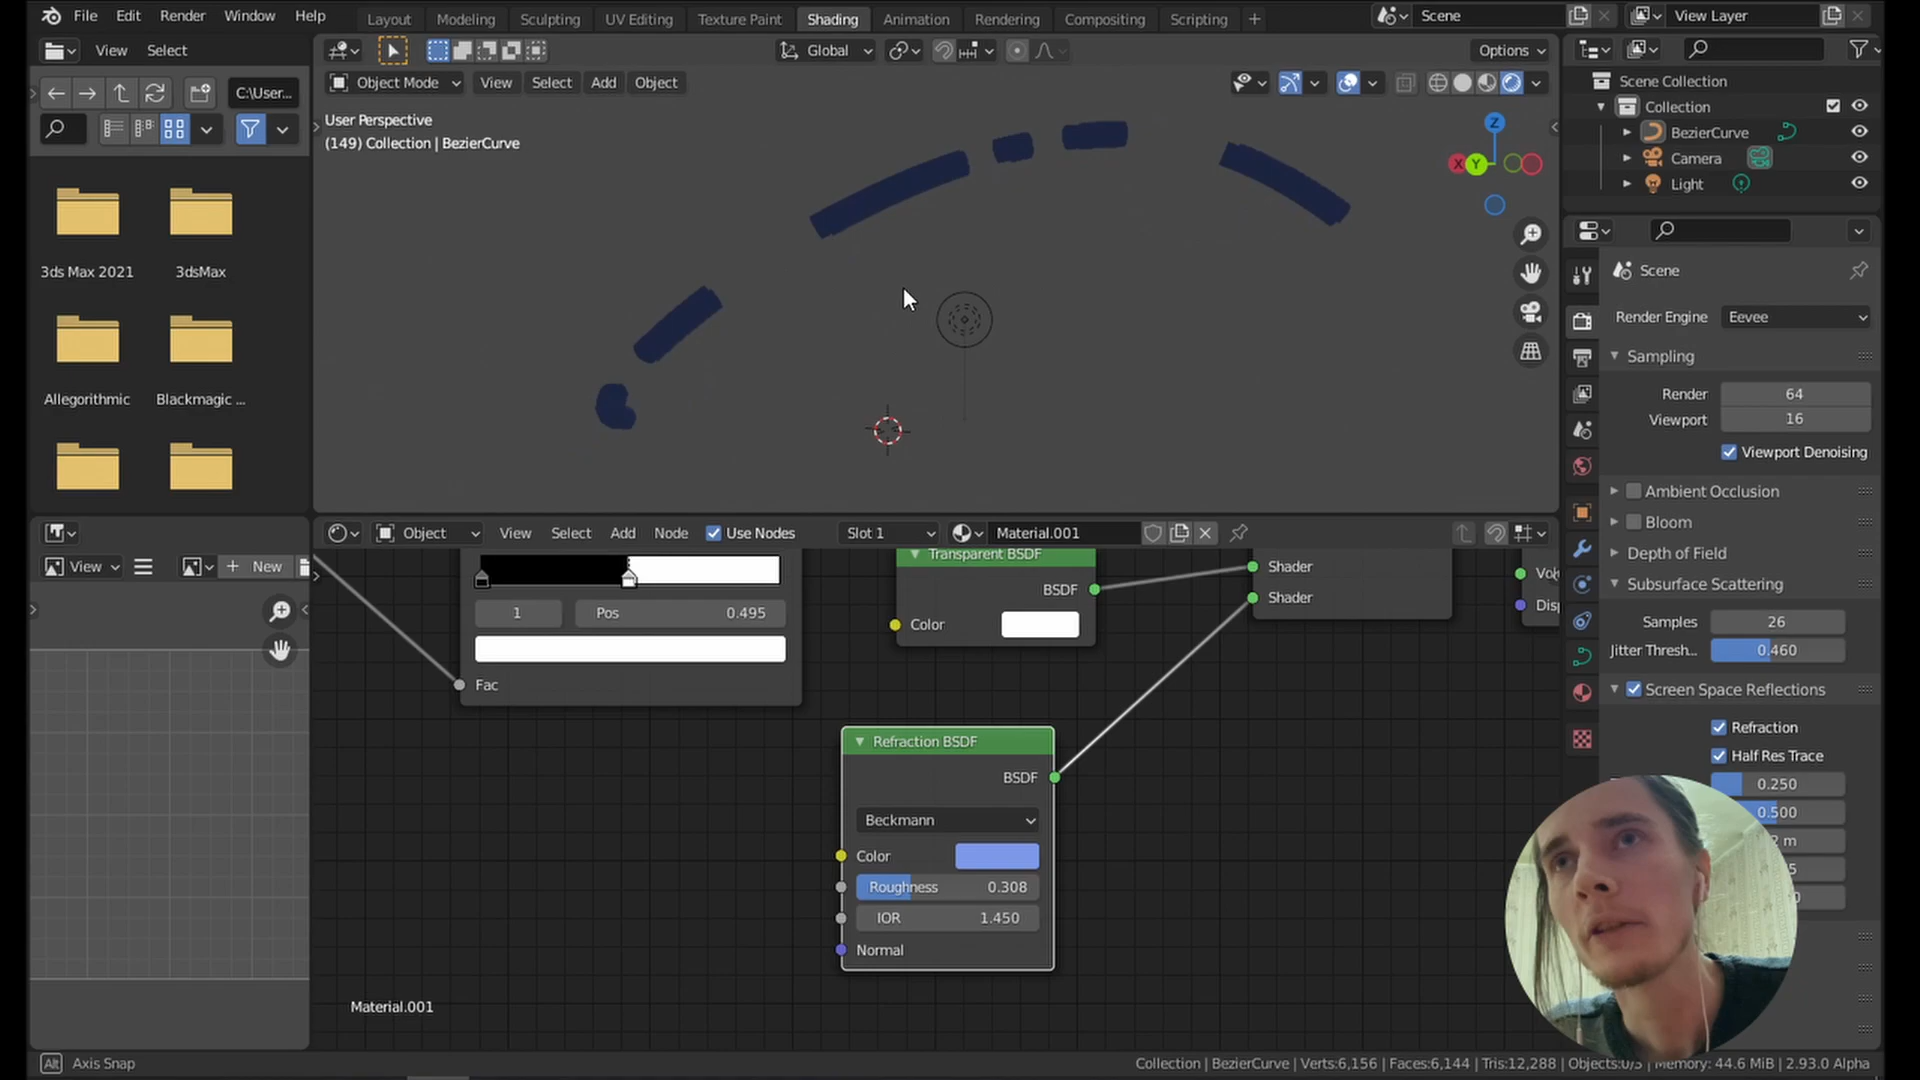 File Edit Render Window Help Layout Modeling Sculpting UV Editing Texture Paint Shading Animation Rendering Compositing Scripting + Scene View Layer
View Select Global Options
C:\User... Object Mode View Select Add Object
Scene Collection
Collection
BezierCurve
Camera
Light
User Perspective
(149) Collection | BezierCurve
Z
X Y
3ds Max 2021 3dsMax
Allegorithmic Blackmagic ...
Scene
Render Engine Eevee
Sampling
Render 64
Viewport 16
Viewport Denoising
Ambient Occlusion
Bloom
Depth of Field
Subsurface Scattering
Samples 26
Jitter Thresh... 0.460
Screen Space Reflections
Refraction
Half Res Trace
0.250
0.500
Object View Select Add Node Use Nodes Slot 1 Material.001
View + New
1 Pos 0.495
Fac
Transparent BSDF
BSDF
Color
Shader
Shader
Refraction BSDF
BSDF
Beckmann
Color
Roughness 0.308
IOR 1.450
Normal
Material.001
Alt Axis Snap
Collection | BezierCurve | Verts:6,156 | Faces:6,144 | Tris:12,288 | Memory: 44.6 MiB | 2.93.0 Alpha